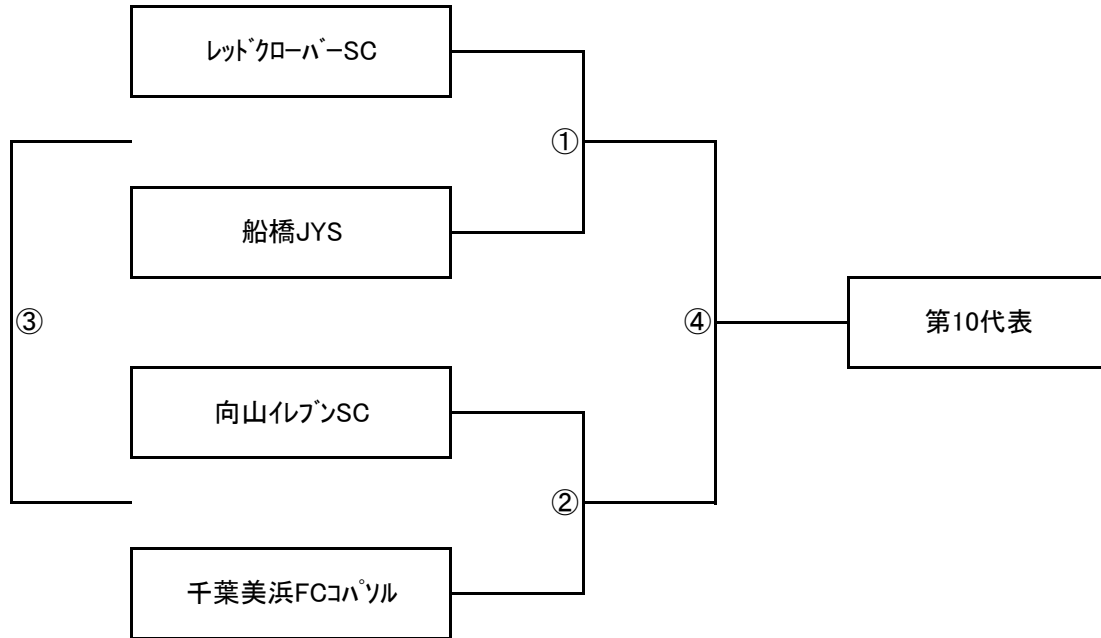 ﾚｯﾄﾞｸﾛｰﾊﾞｰSC
①
船橋JYS
③
④
第10代表
向山ｲﾚﾌﾞﾝSC
②
千葉美浜FCｺﾊﾟｿﾙ